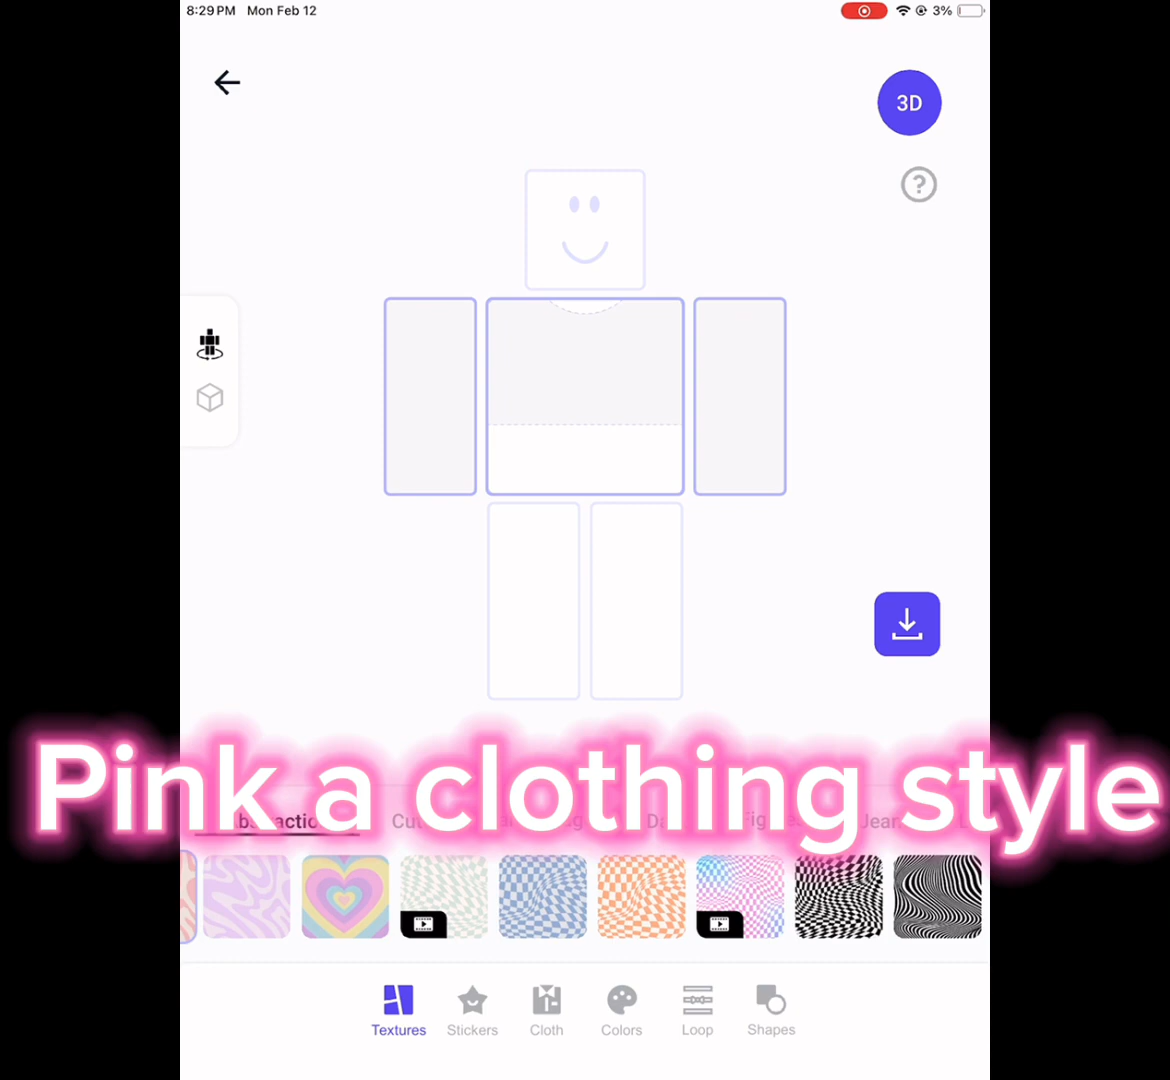 8:29 PM Mon Feb 12 3%
3D
?
Pink a clothing style
Textures Stickers Cloth Colors Loop Shapes